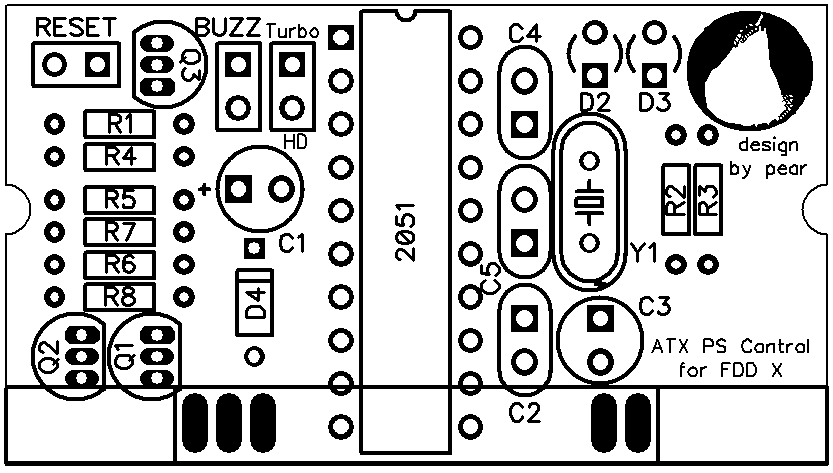 RESET
BUZZ
Turbo
Q3
HD
R1
R4
R5
R7
R6
R8
+
C1
D4
Q2
Q1
2051
C4
C5
C2
D2
D3
Y1
R2
R3
C3
design
by pear
ATX PS Control
for FDD X